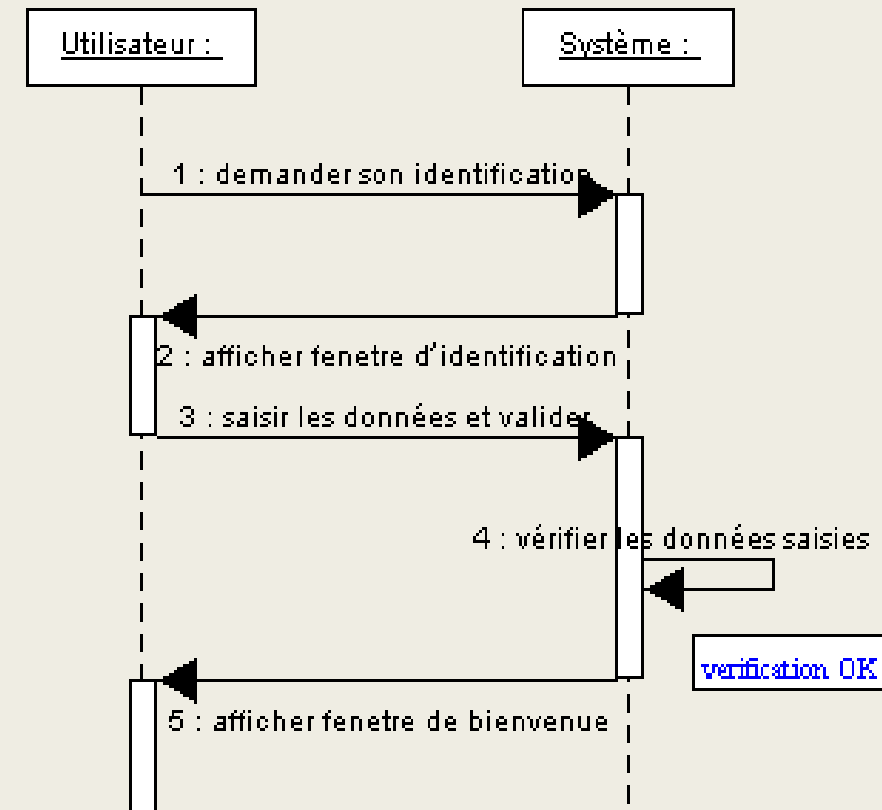 Utilisateur :
Système :
1 : demander son identification
2 : afficher fenetre d'identification
3 : saisir les données et valider
4 : vérifier les données saisies
verification OK
5 : afficher fenetre de bienvenue